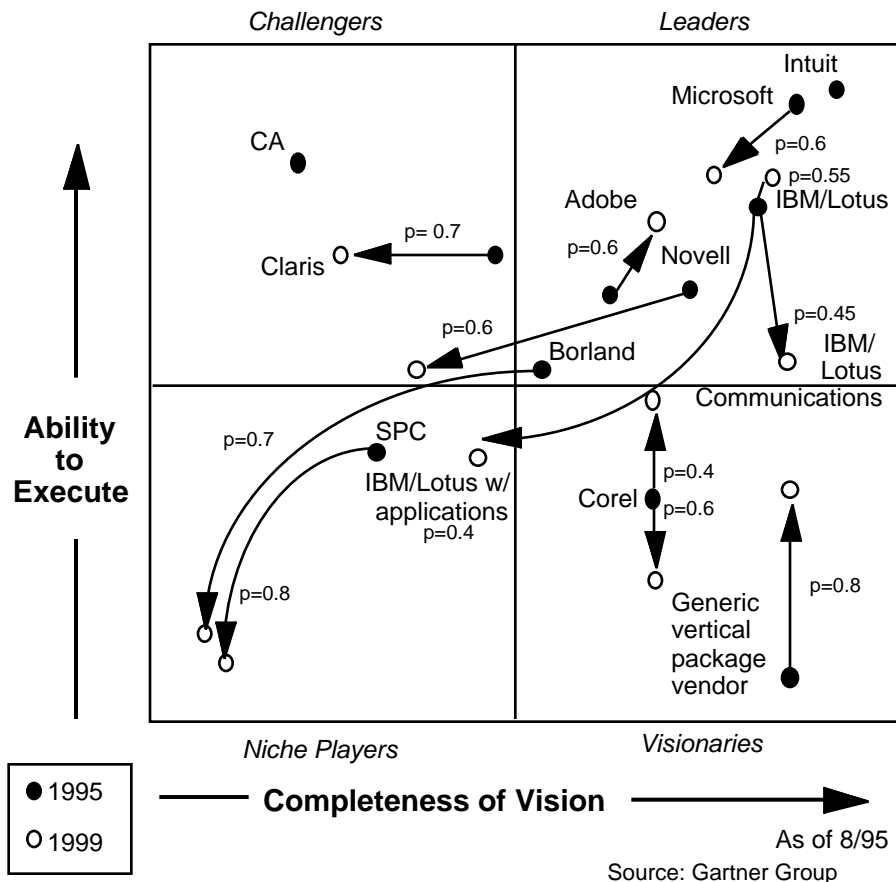 Challengers
Leaders
Intuit
Microsoft
CA
p=0.6
p=0.55
IBM/Lotus
Adobe
p= 0.7
Claris
p=0.6
Novell
p=0.6
p=0.45
Borland
IBM/
Lotus
Communications
Ability
to
Execute
p=0.7
SPC
IBM/Lotus w/
applications
p=0.4
p=0.4
Corel
p=0.6
p=0.8
p=0.8
Generic
vertical
package
vendor
Niche Players
Visionaries
1995
1999
Completeness of Vision
As of 8/95
Source: Gartner Group